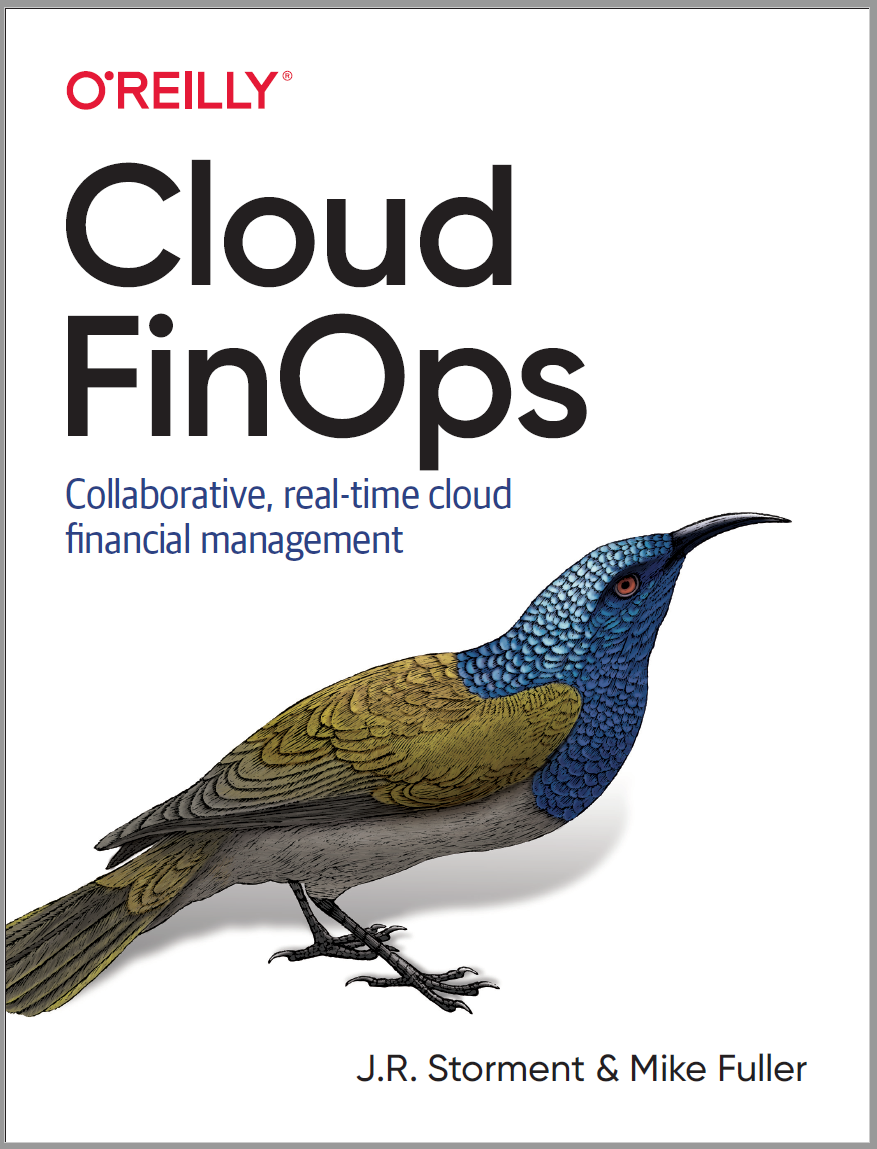 O'REILLY®
Cloud
FinOps
Collaborative, real-time cloud
financial management
J.R. Storment & Mike Fuller